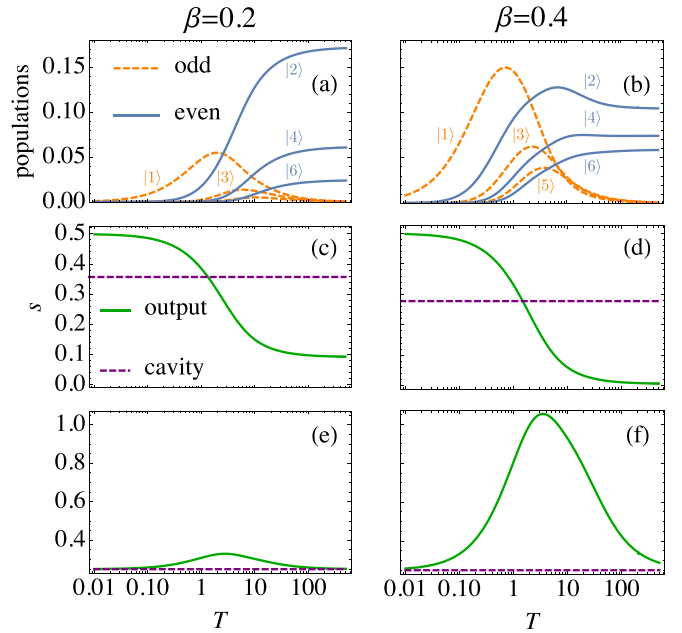 β=0.2 β=0.4
populations
0.15
0.10
0.05
0.00
odd
even
(a)
|2⟩
|4⟩
|1⟩ |3⟩ |6⟩
(b)
|2⟩
|1⟩ |3⟩ |4⟩
|6⟩
|5⟩
s
0.5
0.4
0.3
0.2
0.1
0.0
(c)
output
cavity
(d)
1.0
0.8
0.6
0.4
(e)
(f)
0.01 0.10 1 10 100
0.01 0.10 1 10 100
T T